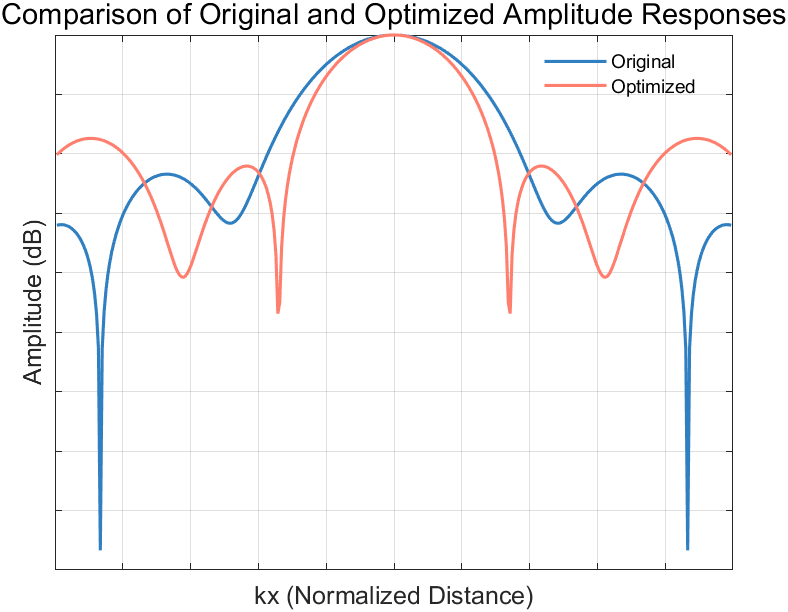 Comparison of Original and Optimized Amplitude Responses
Original
Optimized
Amplitude (dB)
kx (Normalized Distance)